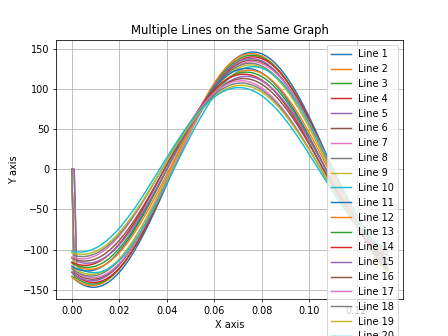 Multiple Lines on the Same Graph
150
100
50
0
−50
−100
−150
Y axis
0.00
0.02
0.04
0.06
0.08
0.10
X axis
Line 1
Line 2
Line 3
Line 4
Line 5
Line 6
Line 7
Line 8
Line 9
Line 10
Line 11
Line 12
Line 13
Line 14
Line 15
Line 16
Line 17
Line 18
Line 19
Line 20